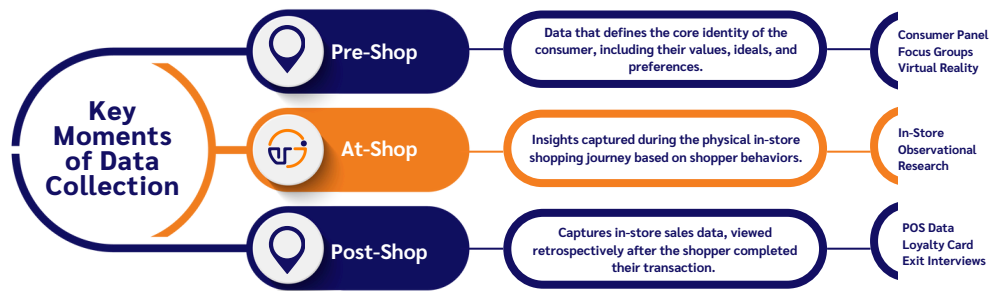 Key
Moments
of Data
Collection
Pre-Shop
Data that defines the core identity of the
consumer, including their values, ideals, and
preferences.
Consumer Panel
Focus Groups
Virtual Reality
At-Shop
Insights captured during the physical in-store
shopping journey based on shopper behaviors.
In-Store
Observational
Research
Post-Shop
Captures in-store sales data, viewed
retrospectively after the shopper completed
their transaction.
POS Data
Loyalty Card
Exit Interviews